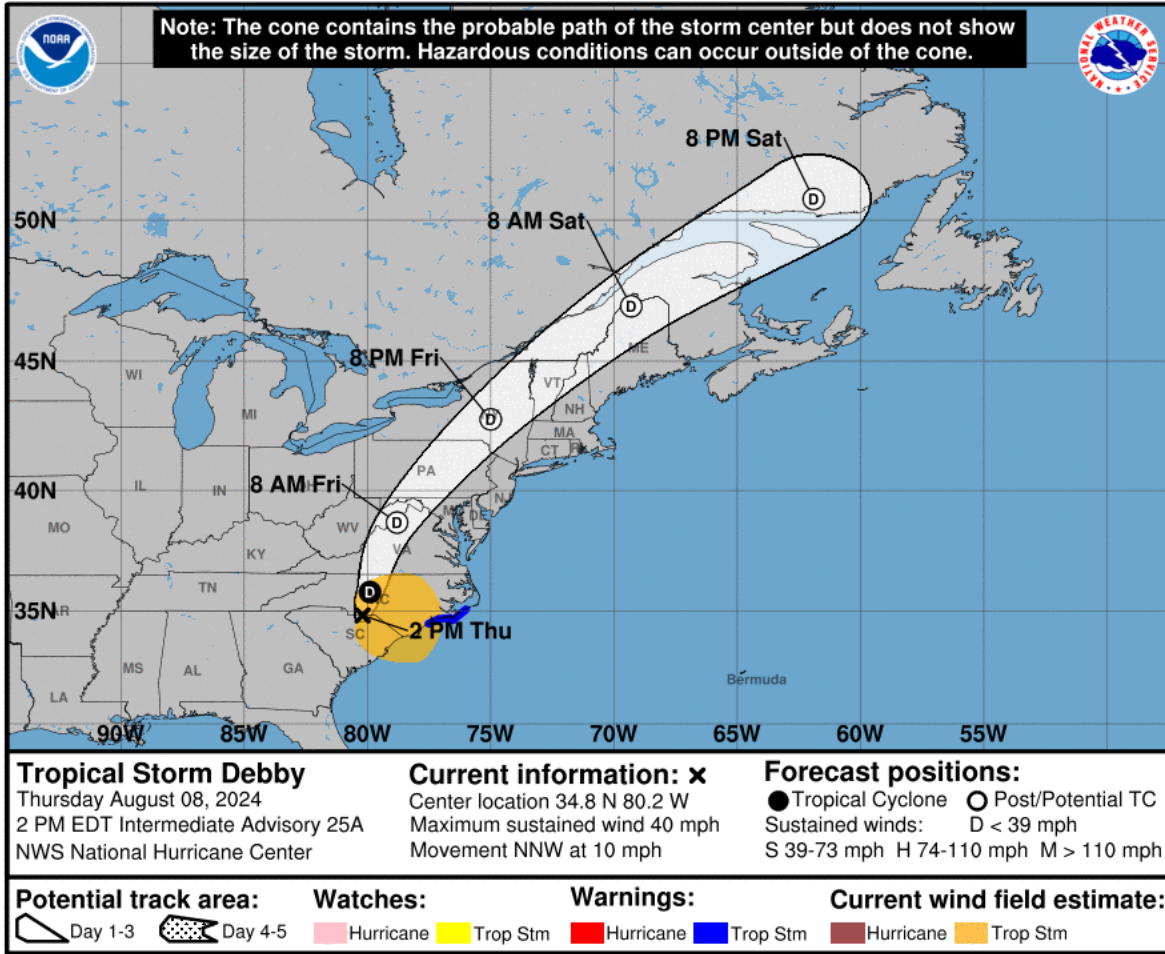 Note: The cone contains the probable path of the storm center but does not show
the size of the storm. Hazardous conditions can occur outside of the cone.
NOAA
NATIONAL WEATHER SERVICE
8 PM Sat
50N
8 AM Sat
8 PM Fri
45N
ME
WI
VT
NH
MI
MA
CT
PA
8 AM Fri
40N
IL
IN
NJ
MO
WV
DE
VA
KY
TN
35N
AR
SC
2 PM Thu
MS
AL
GA
LA
Bermuda
90W
85W
80W
75W
70W
65W
60W
55W
D
D
D
D
D
Tropical Storm Debby
Thursday August 08, 2024
2 PM EDT Intermediate Advisory 25A
NWS National Hurricane Center
Current information: ×
Center location 34.8 N 80.2 W
Maximum sustained wind 40 mph
Movement NNW at 10 mph
Forecast positions:
Tropical Cyclone
Post/Potential TC
Sustained winds:
D < 39 mph
S 39-73 mph
H 74-110 mph
M > 110 mph
Potential track area:
Day 1-3
Day 4-5
Watches:
Hurricane
Trop Stm
Warnings:
Hurricane
Trop Stm
Current wind field estimate:
Hurricane
Trop Stm